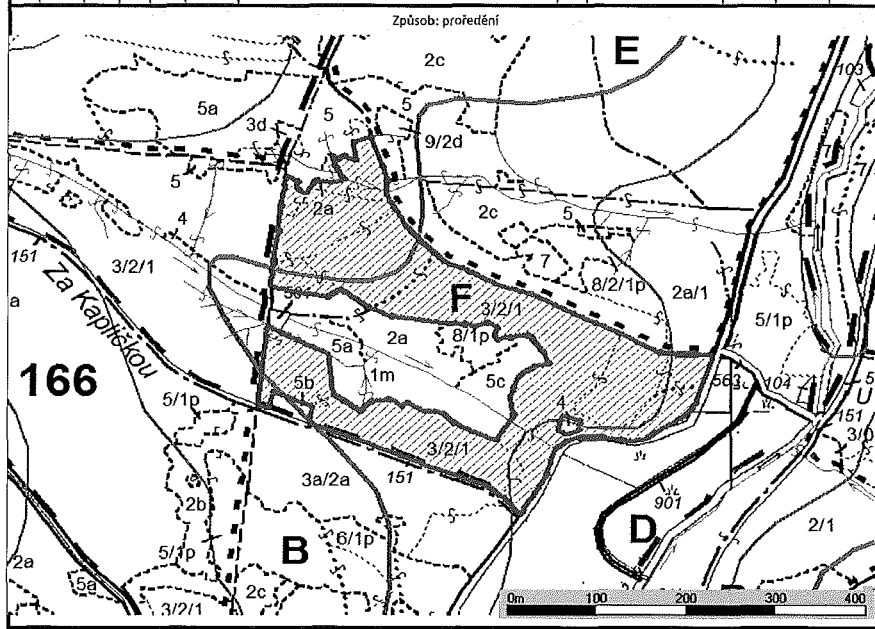 Způsob: proředění
E
2c
5a
5
103
3d
5
9/2d
5
2a
2c
5
4
151
3/2/1
7
8/2/1p
F
3/2/1
2a/1
Za Kapličkou
a
2a
5/1p
8/1p
5a
166
1m
5c
563
104
5b
4
U
5/1p
3/2/1
151
151
3a/2a
901
2b
D
B
6/1p
2/1
5/1p
2a
5a
2c
3/2/1
0m 100 200 300 400